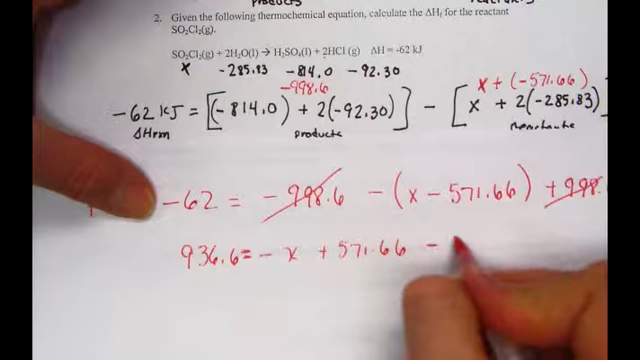 products
2. Given the following thermochemical equation, calculate the ΔHf for the reactant
SO2Cl2(g).
SO2Cl2(g) + 2H2O(l) → H2SO4(l) + 2HCl (g) ΔH = -62 kJ
x -285.83 -814.0 -92.30
-998.6 x + (-571.66)
-62 kJ = [(-814.0) + 2(-92.30)] - [x + 2(-285.83)
ΔHrxn products reactants
-62 = -998.6 - (x - 571.66) + 998.
936.6 = - x + 571.66 -